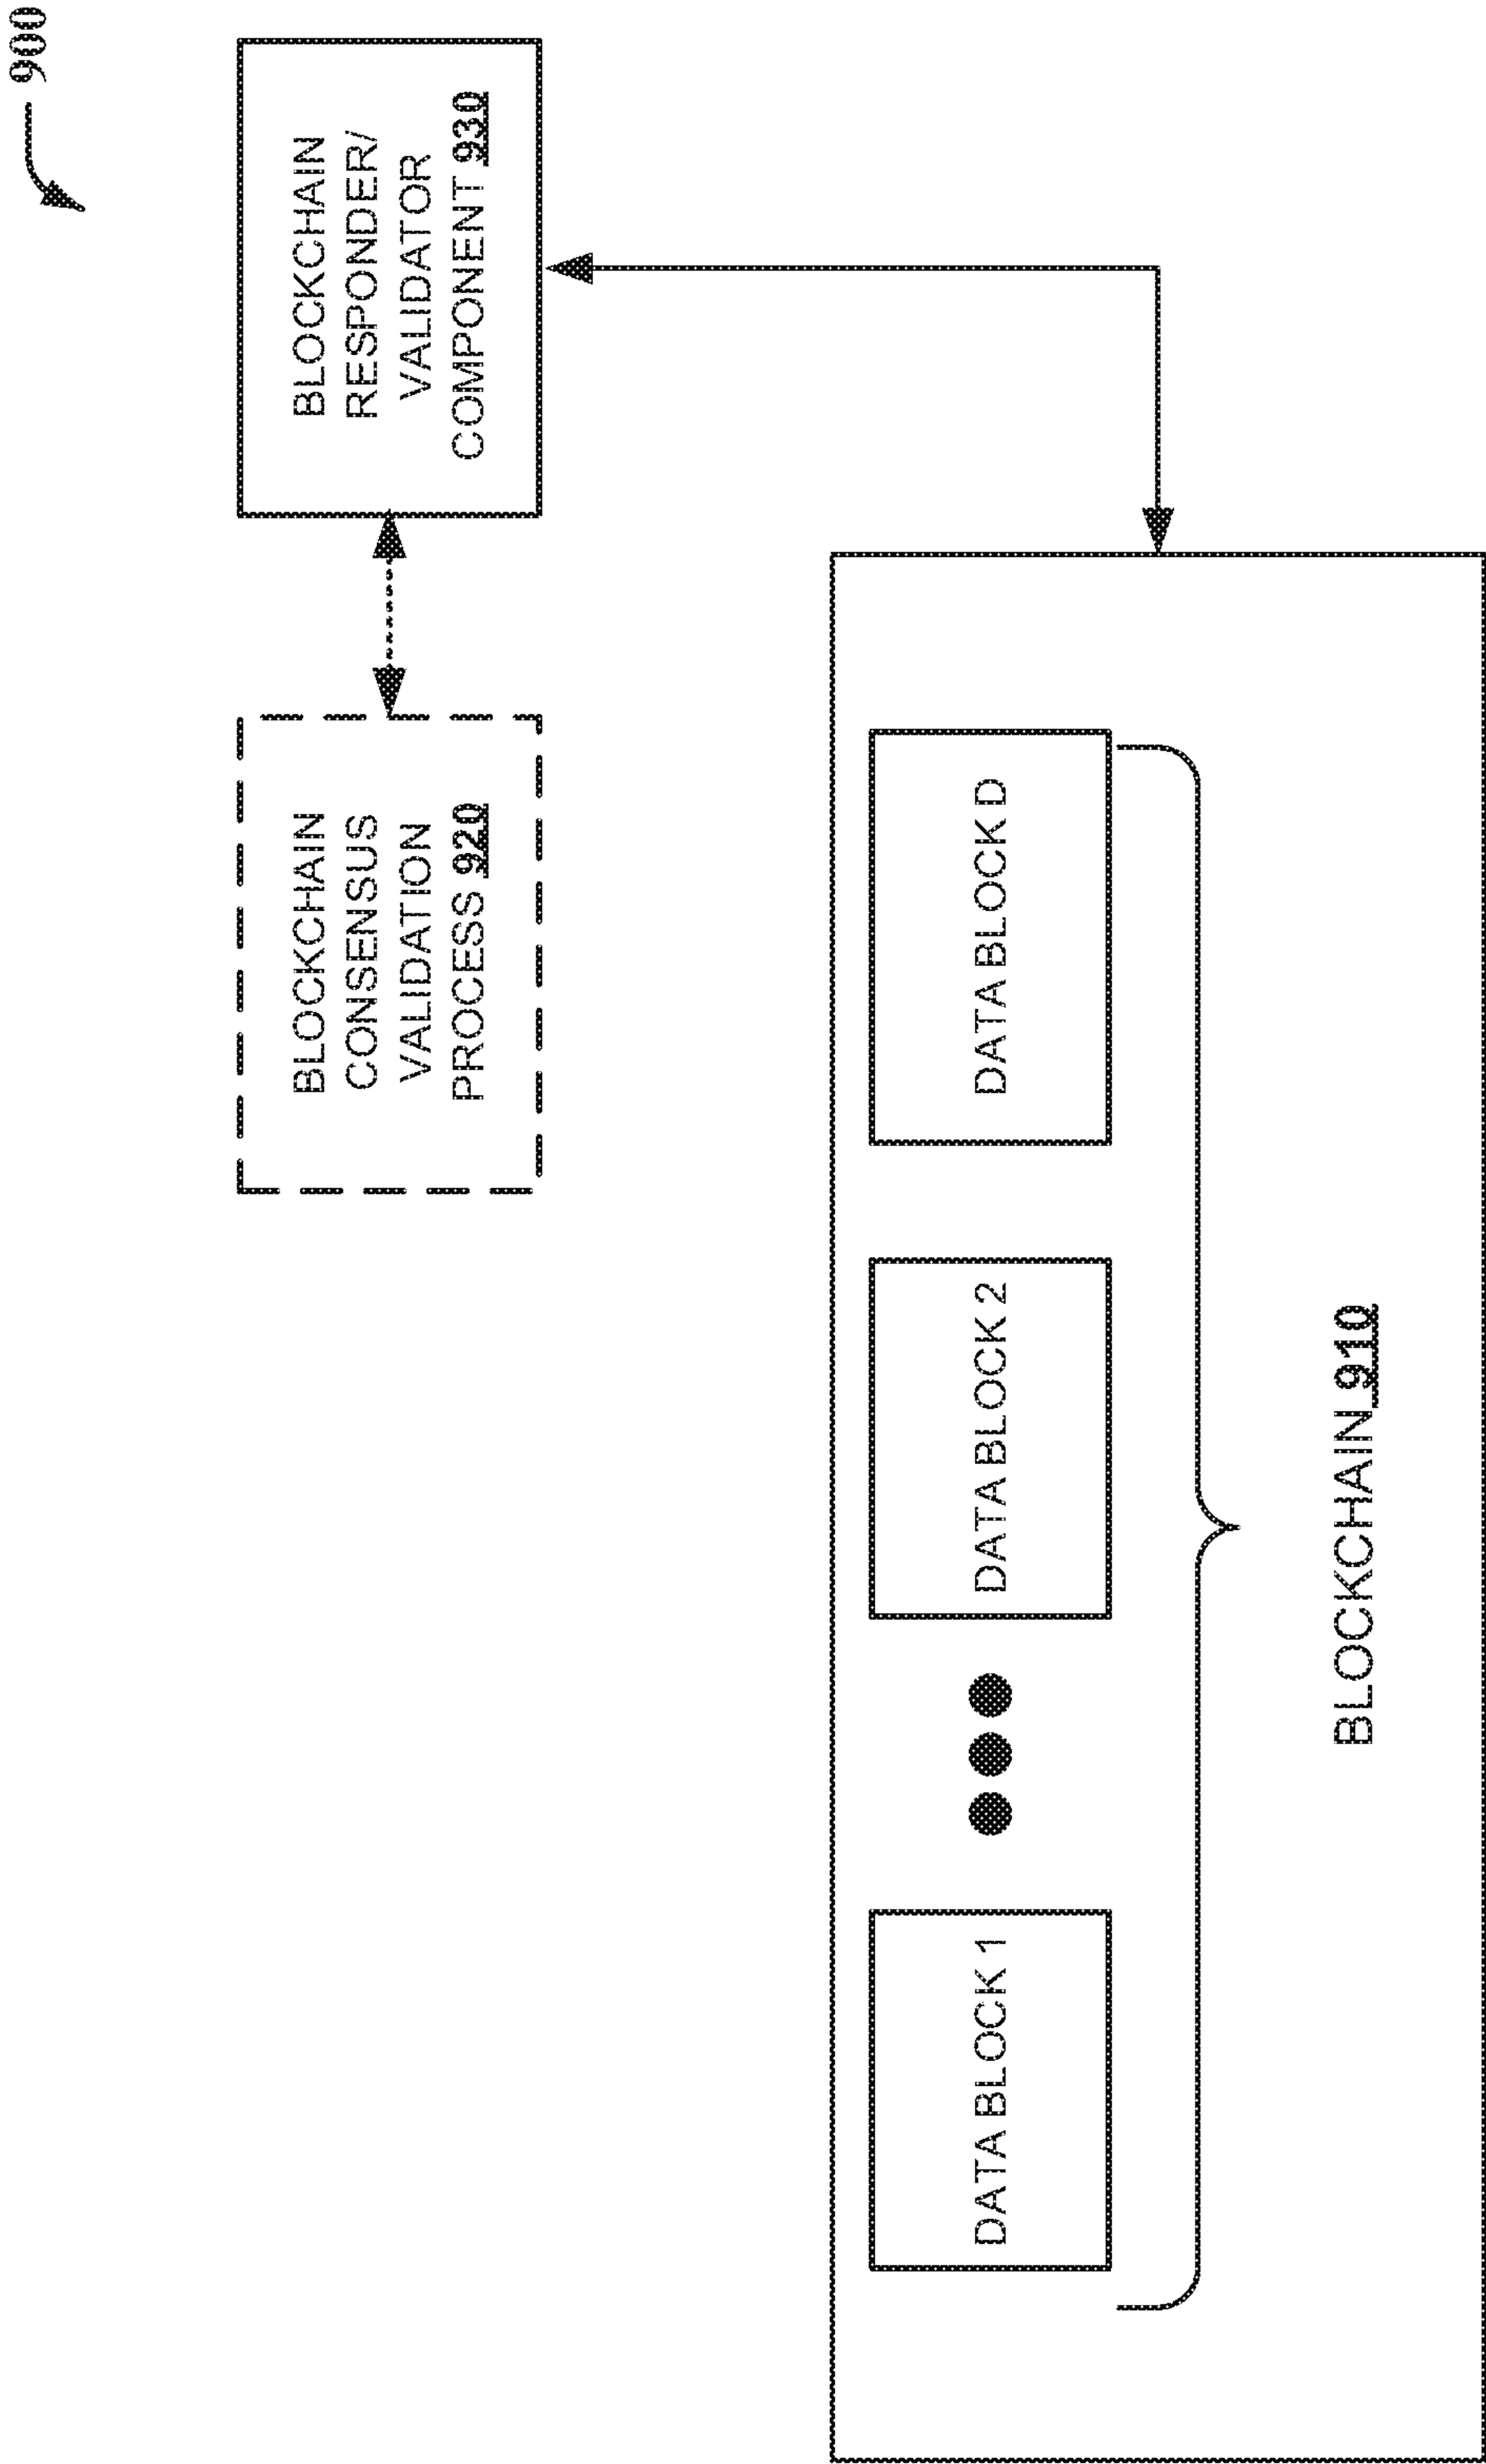 900
BLOCKCHAIN
CONSENSUS
VALIDATION
PROCESS 920
BLOCKCHAIN
RESPONDER/
VALIDATOR
COMPONENT 930
DATA BLOCK 1
DATA BLOCK 2
DATA BLOCK D
BLOCKCHAIN 910